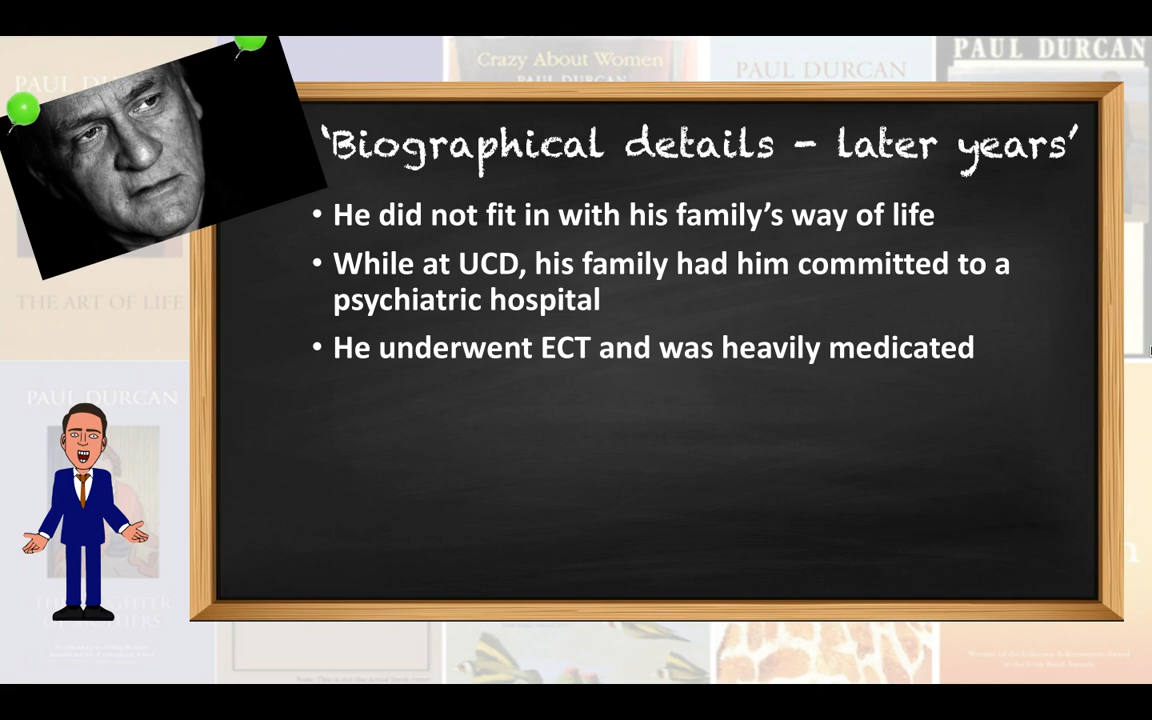 Crazy About Women
PAUL DURCAN
PAUL DURCAN
PAUL DURCAN
'Biographical details – later years'
• He did not fit in with his family's way of life
• While at UCD, his family had him committed to a
psychiatric hospital
• He underwent ECT and was heavily medicated
THE ART OF LIFE
PAUL DURCAN